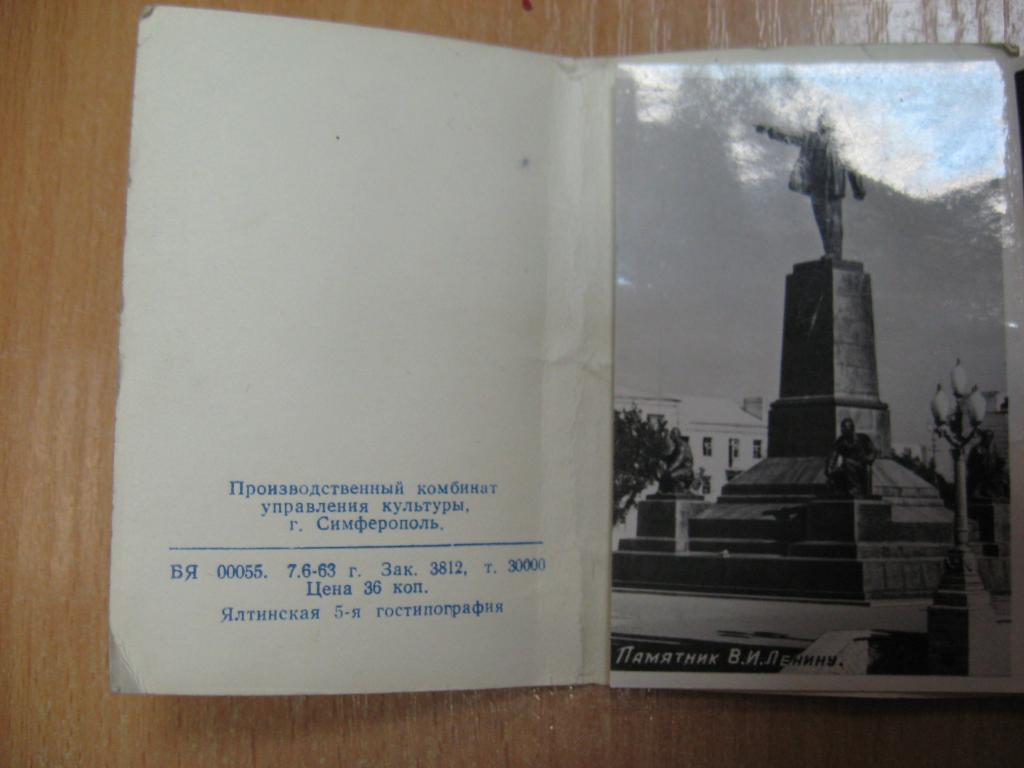 Производственный комбинат
управления культуры,
г. Симферополь.
БЯ 00055. 7.6-63 г. Зак. 3812, т. 30000
Цена 36 коп.
Ялтинская 5-я гостипография
Памятник В.И.Ленину.